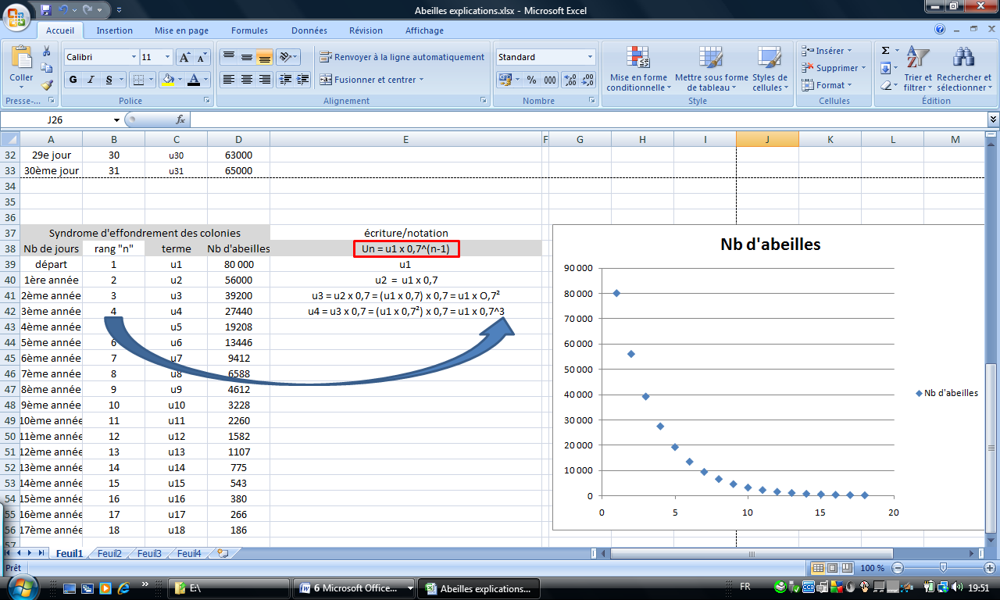 Abeilles explications.xlsx - Microsoft Excel
Accueil Insertion Mise en page Formules Données Révision Affichage
Coller
Calibri 11
Renvoyer à la ligne automatiquement
Standard
Mise en forme conditionnelle
Mettre sous forme de tableau
Styles de cellules
Insérer
Supprimer
Format
Trier et filtrer
Rechercher et sélectionner
G I S
Fusionner et centrer
% 000
Presse-... Police Alignement Nombre Style Cellules Édition
J26 fx
A B C D E F G H I J K L M
32 29e jour 30 u30 63000
33 30ème jour 31 u31 65000
34
35
36
37 Syndrome d'effondrement des colonies écriture/notation
38 Nb de jours rang "n" terme Nb d'abeilles Un = u1 x 0,7^(n-1)
39 départ 1 u1 80 000 u1
40 1ère année 2 u2 56000 u2 = u1 x 0,7
41 2ème année 3 u3 39200 u3 = u2 x 0,7 = (u1 x 0,7) x 0,7 = u1 x O,7²
42 3ème année 4 u4 27440 u4 = u3 x 0,7 = (u1 x 0,7²) x 0,7 = u1 x 0,7^3
43 4ème année u5 19208
44 5ème année 6 u6 13446
45 6ème année 7 u7 9412
46 7ème année 8 u8 6588
47 8ème année 9 u9 4612
48 9ème année 10 u10 3228
49 10ème année 11 u11 2260
50 11ème année 12 u12 1582
51 12ème année 13 u13 1107
52 13ème année 14 u14 775
53 14ème année 15 u15 543
54 15ème année 16 u16 380
55 16ème année 17 u17 266
56 17ème année 18 u18 186
57
Nb d'abeilles
90 000
80 000
70 000
60 000
50 000
40 000
30 000
20 000
10 000
0
0 5 10 15 20
Nb d'abeilles
Feuil1 Feuil2 Feuil3 Feuil4
Prêt 100 %
E:\ 6 Microsoft Office... Abeilles explications... FR 19:51